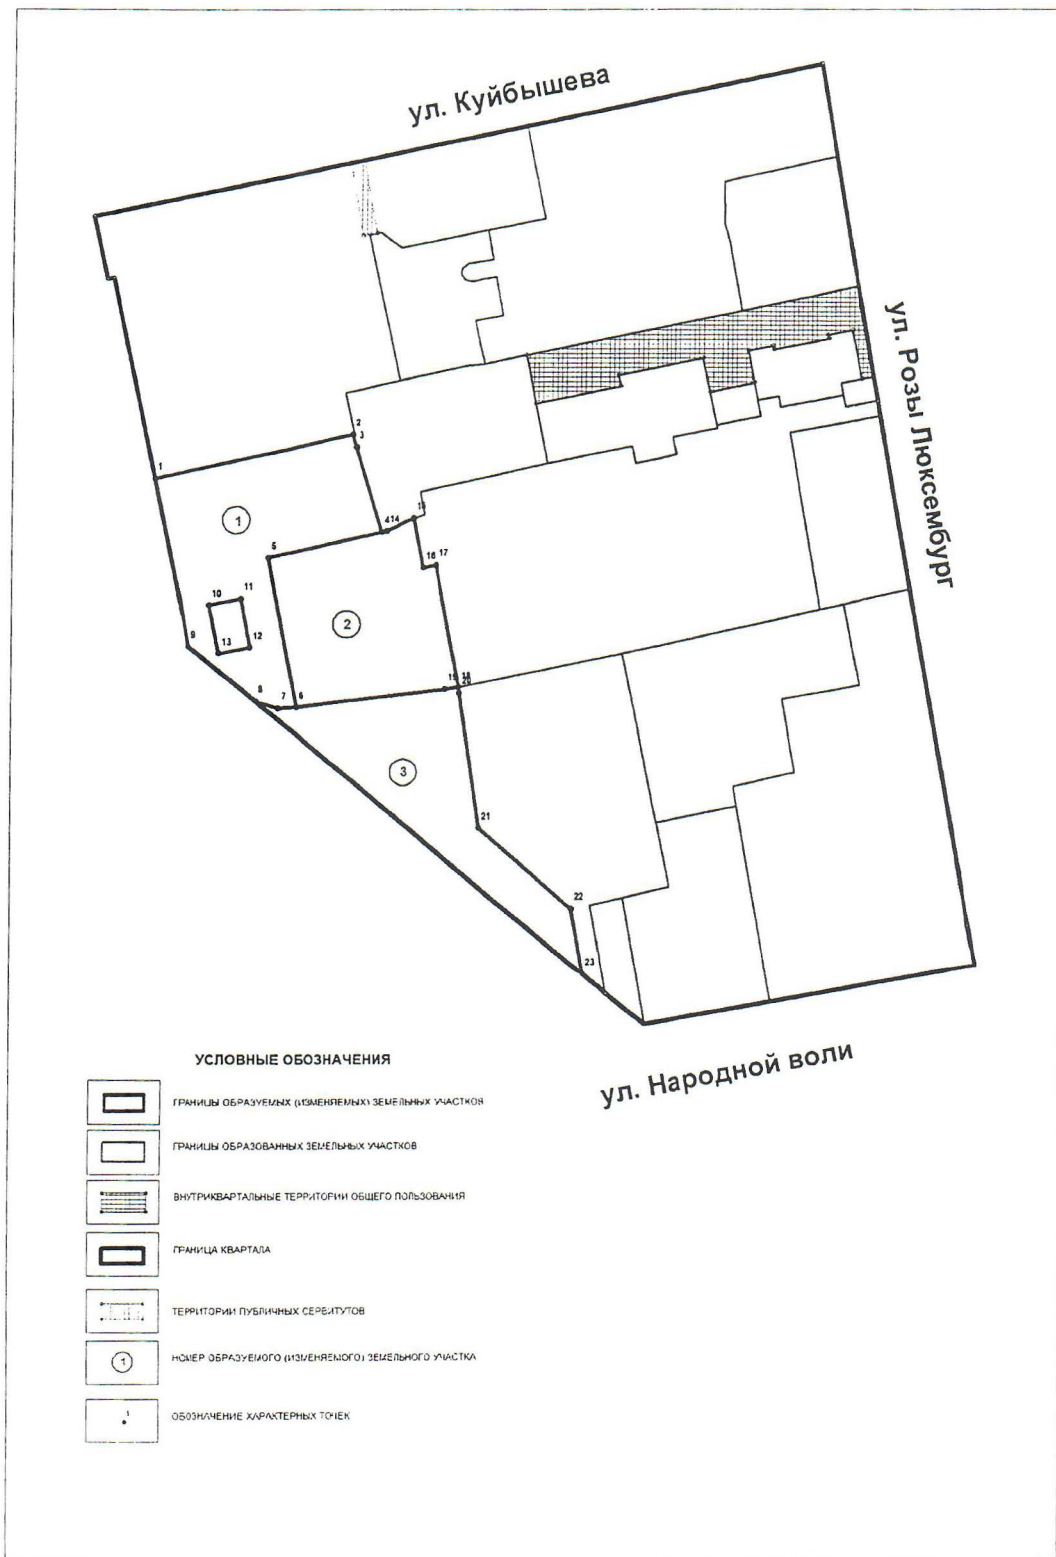 ул. Куйбышева
ул. Розы Люксембург
2
3
1
1
15
4 14
5
16 17
10 11
2
9
13 12
19 18
20
8 7 6
3
21
22
23
ул. Народной воли
УСЛОВНЫЕ ОБОЗНАЧЕНИЯ
ГРАНИЦЫ ОБРАЗУЕМЫХ (ИЗМЕНЯЕМЫХ) ЗЕМЕЛЬНЫХ УЧАСТКОВ
ГРАНИЦЫ ОБРАЗОВАННЫХ ЗЕМЕЛЬНЫХ УЧАСТКОВ
ВНУТРИКВАРТАЛЬНЫЕ ТЕРРИТОРИИ ОБЩЕГО ПОЛЬЗОВАНИЯ
ГРАНИЦА КВАРТАЛА
ТЕРРИТОРИИ ПУБЛИЧНЫХ СЕРВИТУТОВ
1 НОМЕР ОБРАЗУЕМОГО (ИЗМЕНЯЕМОГО) ЗЕМЕЛЬНОГО УЧАСТКА
1 ОБОЗНАЧЕНИЕ ХАРАКТЕРНЫХ ТОЧЕК